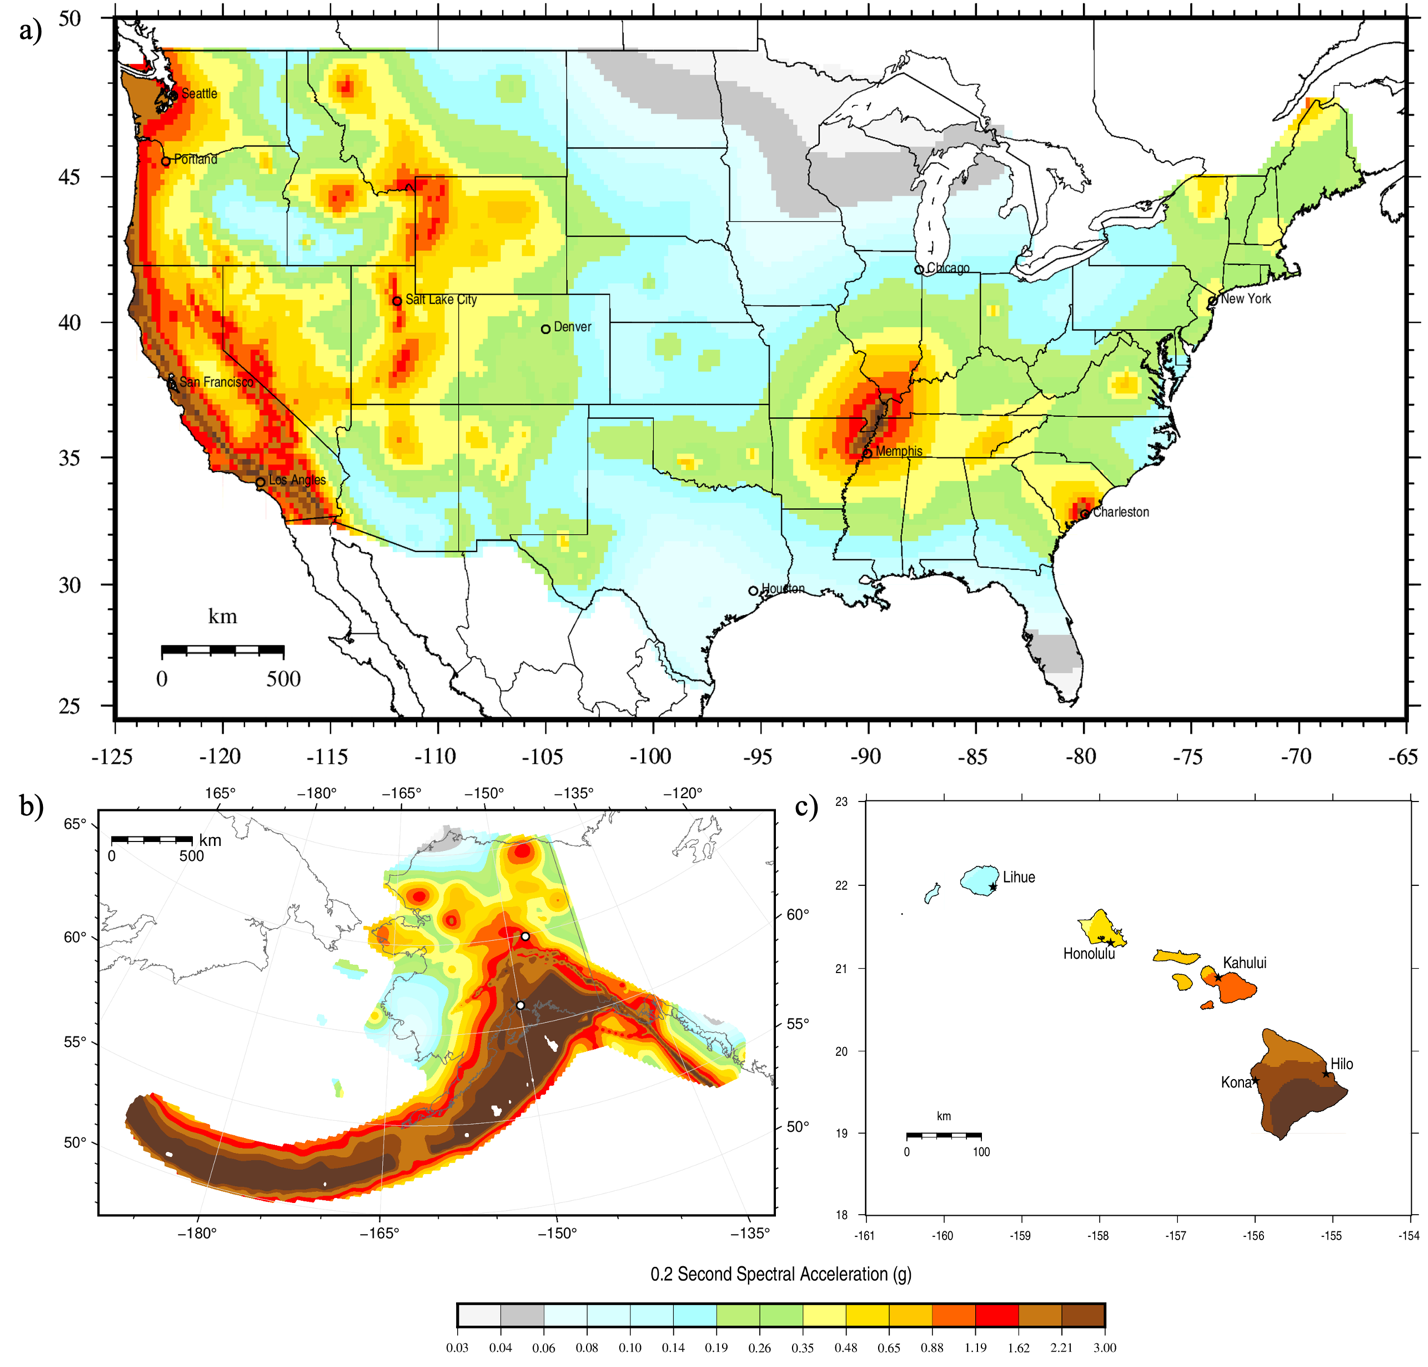 a)
50
45
40
35
30
25
Seattle
Portland
Salt Lake City
Denver
San Francisco
Los Angles
Chicago
New York
Memphis
Charleston
Houston
km
0 500
-125 -120 -115 -110 -105 -100 -95 -90 -85 -80 -75 -70 -65
b)
165° −180° −165° −150° −135° −120°
65°
60°
55°
50°
km
0 500
60°
55°
50°
−180° −165° −150° −135°
c)
23
22
21
20
19
18
Lihue
Honolulu
Kahului
Hilo
Kona
km
0 100
-161 -160 -159 -158 -157 -156 -155 -154
0.2 Second Spectral Acceleration (g)
0.03 0.04 0.06 0.08 0.10 0.14 0.19 0.26 0.35 0.48 0.65 0.88 1.19 1.62 2.21 3.00